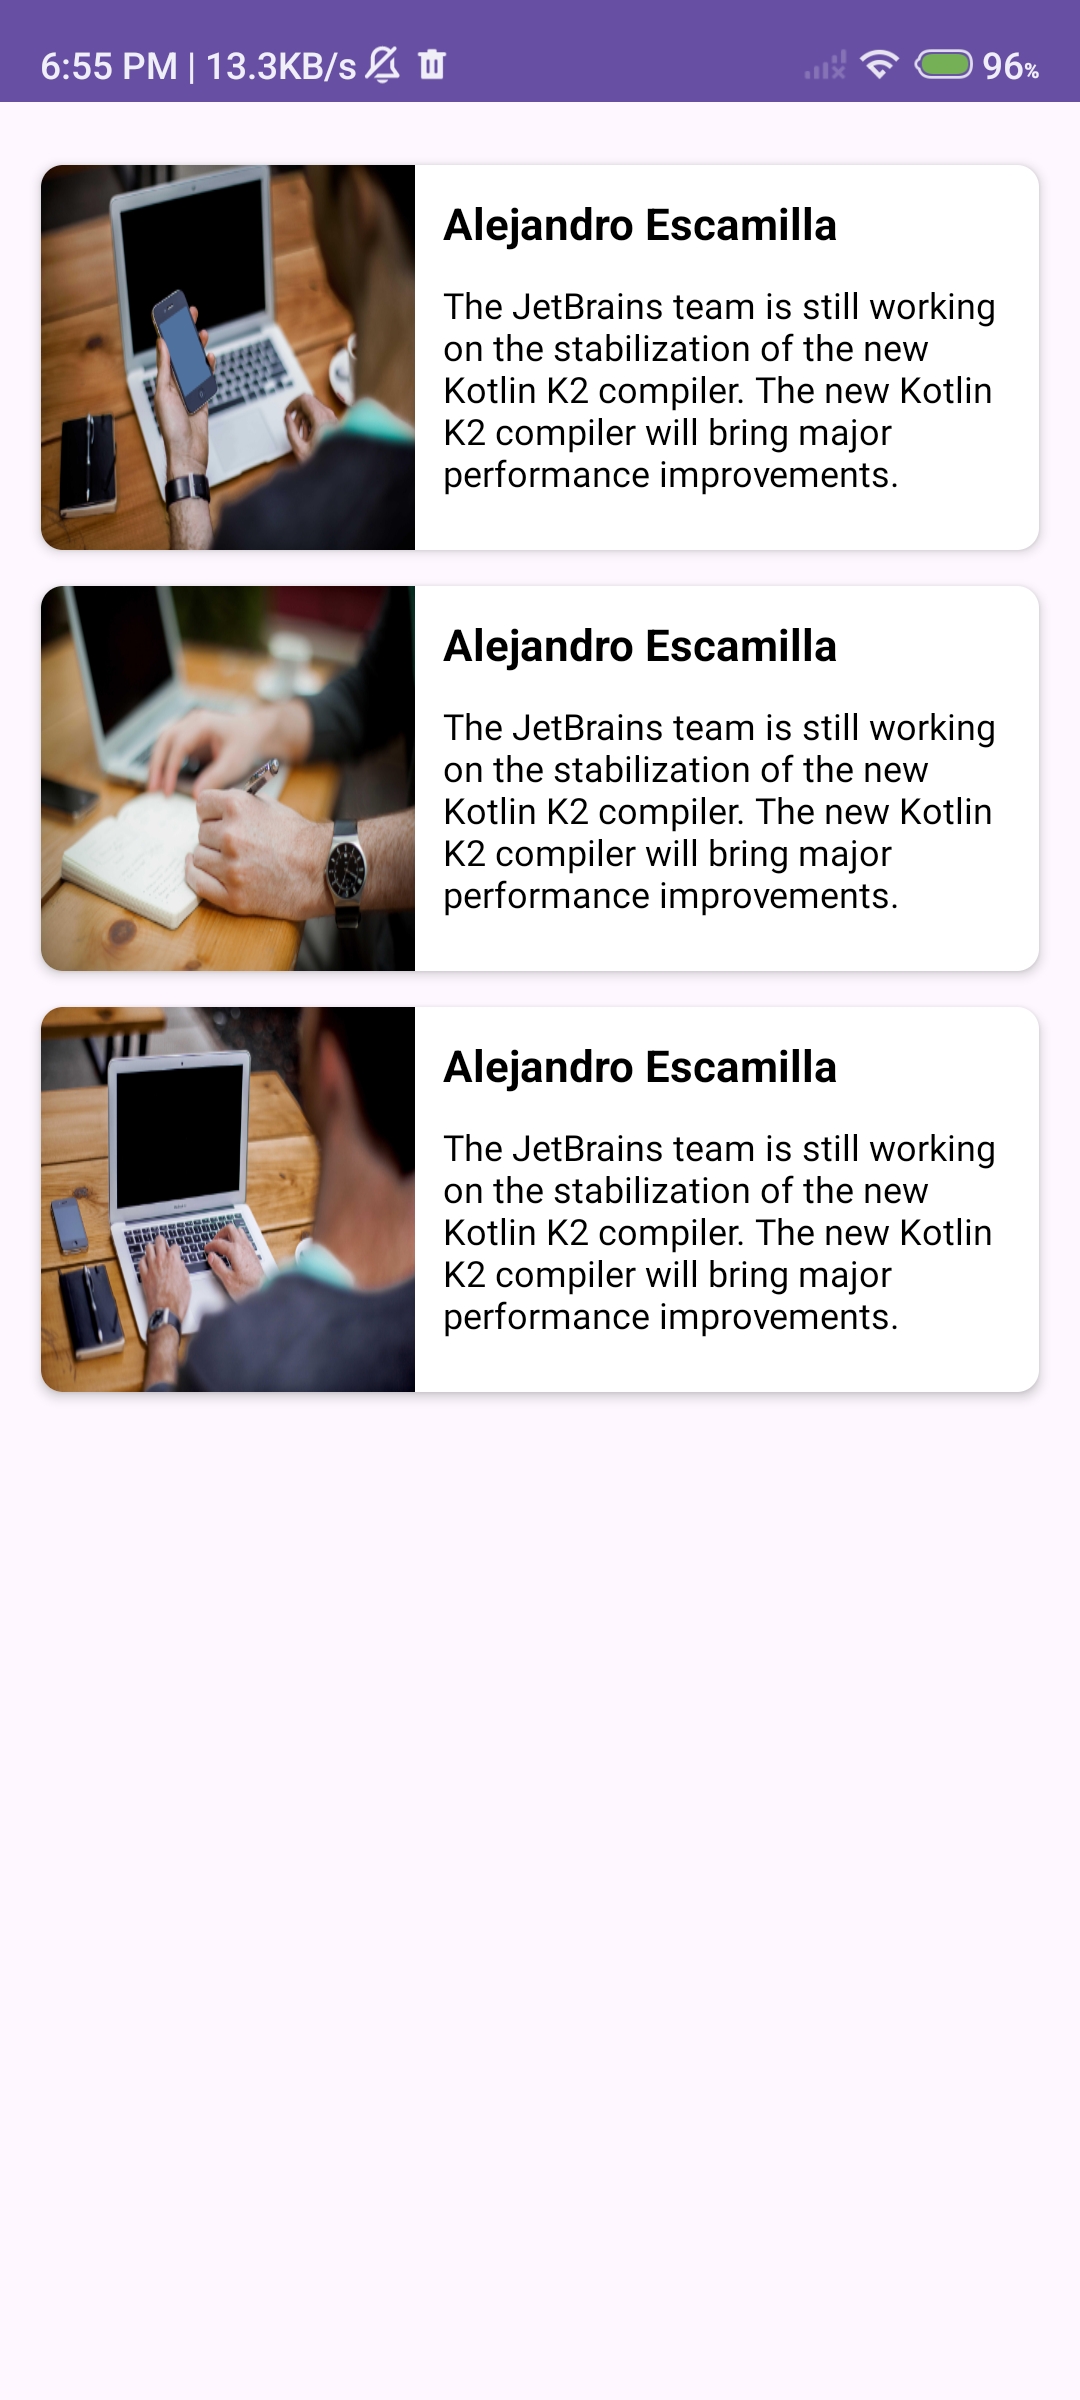 6:55 PM | 13.3KB/s 96%
Alejandro Escamilla
The JetBrains team is still working
on the stabilization of the new
Kotlin K2 compiler. The new Kotlin
K2 compiler will bring major
performance improvements.
Alejandro Escamilla
The JetBrains team is still working
on the stabilization of the new
Kotlin K2 compiler. The new Kotlin
K2 compiler will bring major
performance improvements.
Alejandro Escamilla
The JetBrains team is still working
on the stabilization of the new
Kotlin K2 compiler. The new Kotlin
K2 compiler will bring major
performance improvements.